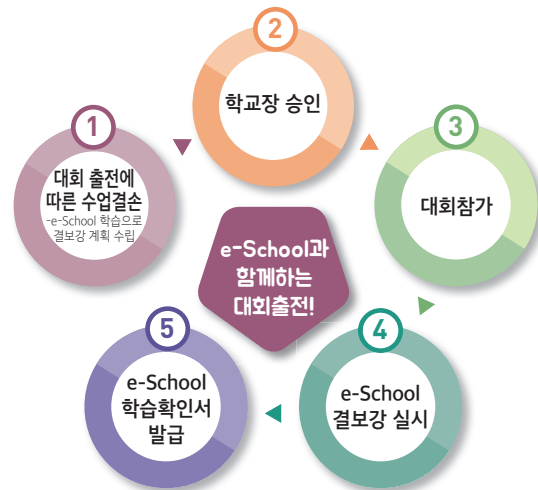 1
대회 출전에
따른 수업결손
-e-School 학습으로
결보강 계획 수립
2
학교장 승인
3
대회참가
4
e-School
결보강 실시
5
e-School
학습확인서
발급
e-School과
함께하는
대회출전!